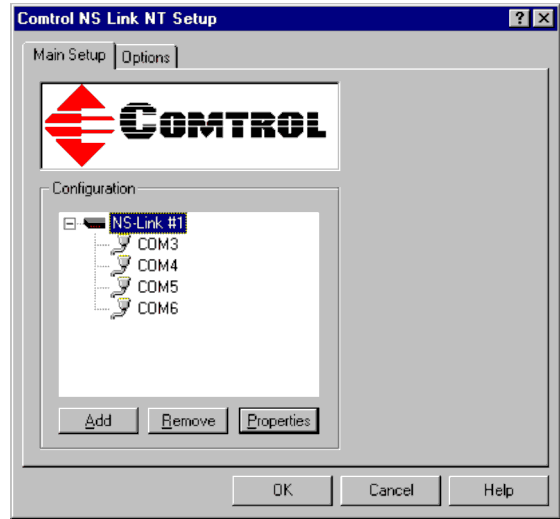 Comtrol NS Link NT Setup
Main Setup
Options
COMTROL
Configuration
NS-Link #1
COM3
COM4
COM5
COM6
Add
Remove
Properties
OK
Cancel
Help